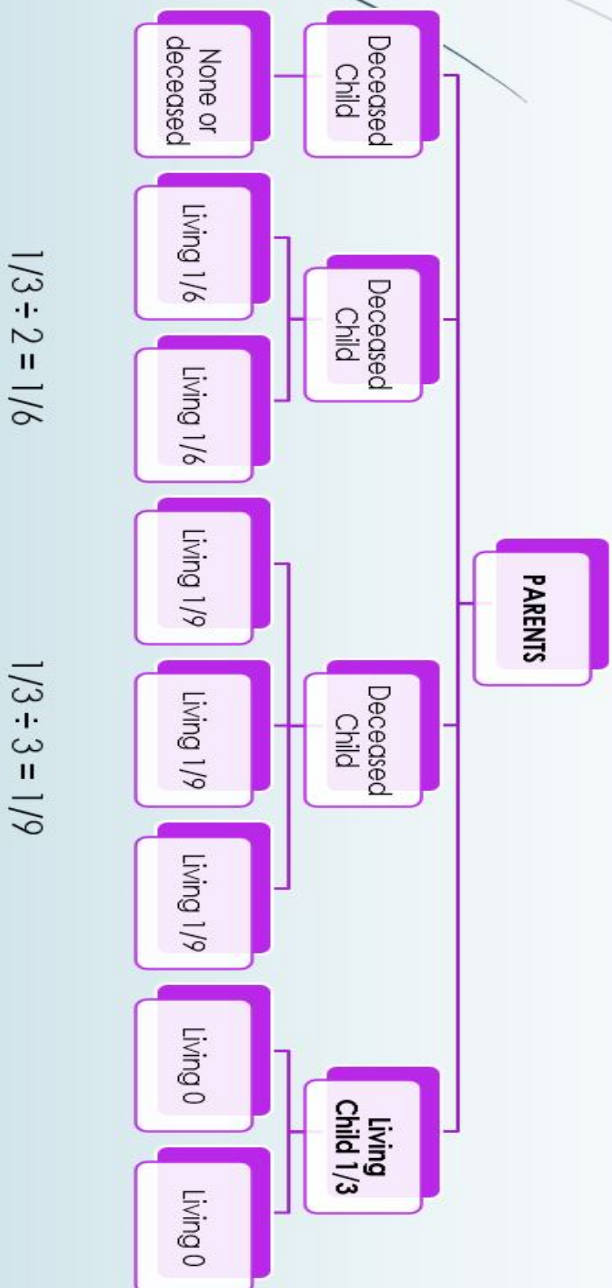 PARENTS
Deceased
Child
Deceased
Child
Deceased
Child
Living
Child 1/3
None or
deceased
Living 1/6
Living 1/6
Living 1/9
Living 1/9
Living 1/9
Living 0
Living 0
1/3 ÷ 2 = 1/6
1/3 ÷ 3 = 1/9